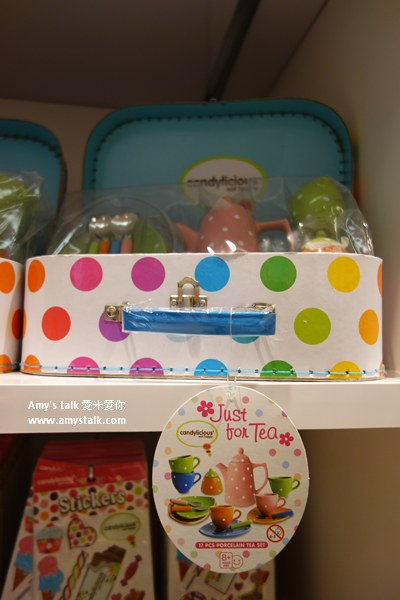 candylicious
Amy's talk 愛米愛你
www.amystalk.com
Just
for Tea
candylicious
17 PCS PORCELAIN TEA SET
Stickers
candylicious